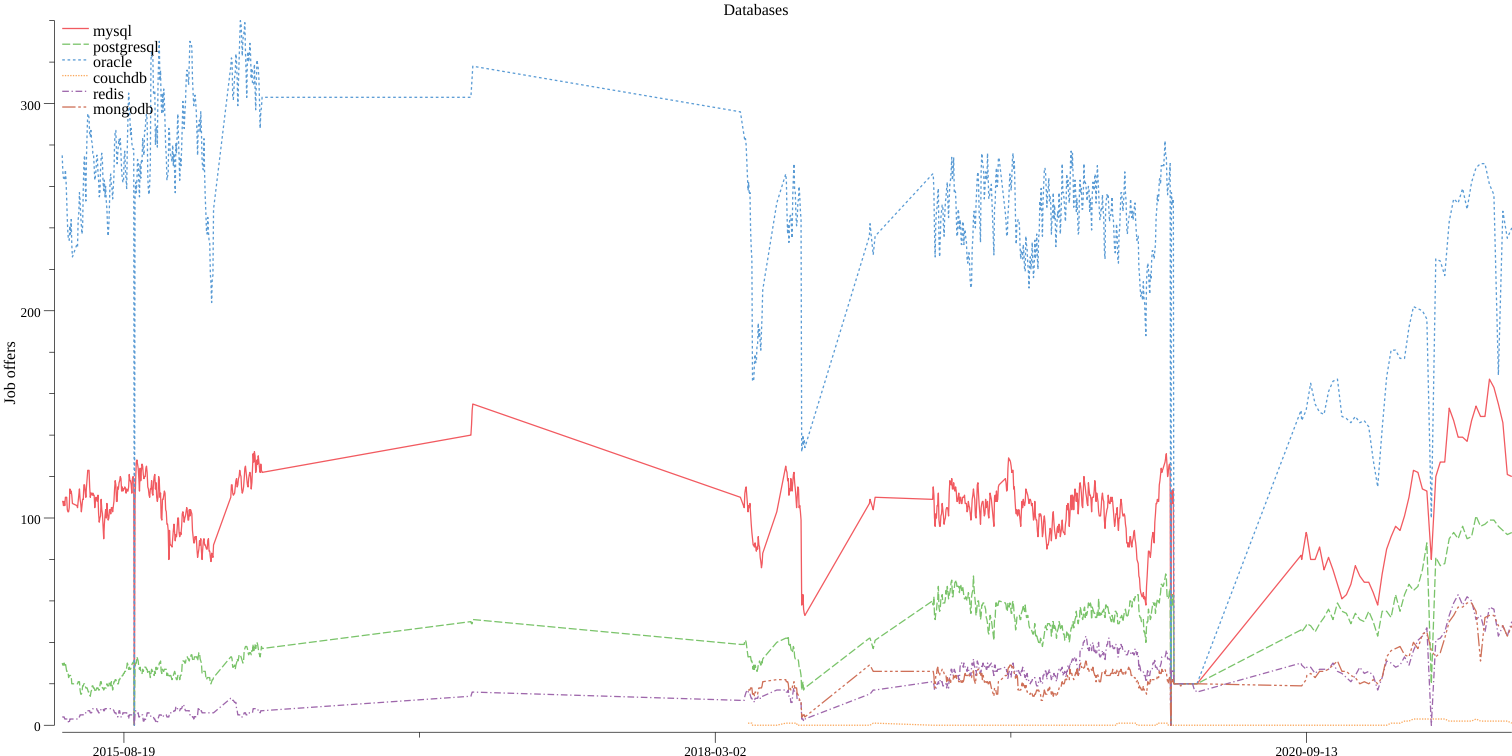 Databases
mysql
postgresql
oracle
couchdb
redis
mongodb
Job offers
300
200
100
0
2015-08-19
2018-03-02
2020-09-13